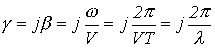 γ = jβ = j ω/V = j 2π/VT = j 2π/λ